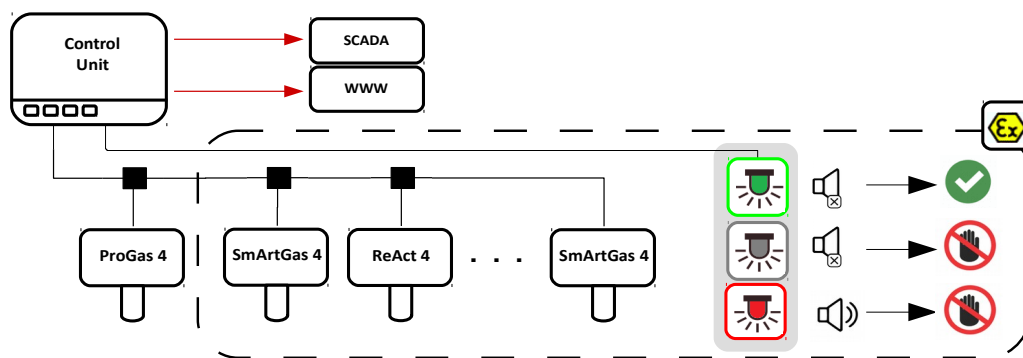 Control
Unit
SCADA
WWW
Ex
ProGas 4
SmArtGas 4
ReAct 4
. . .
SmArtGas 4